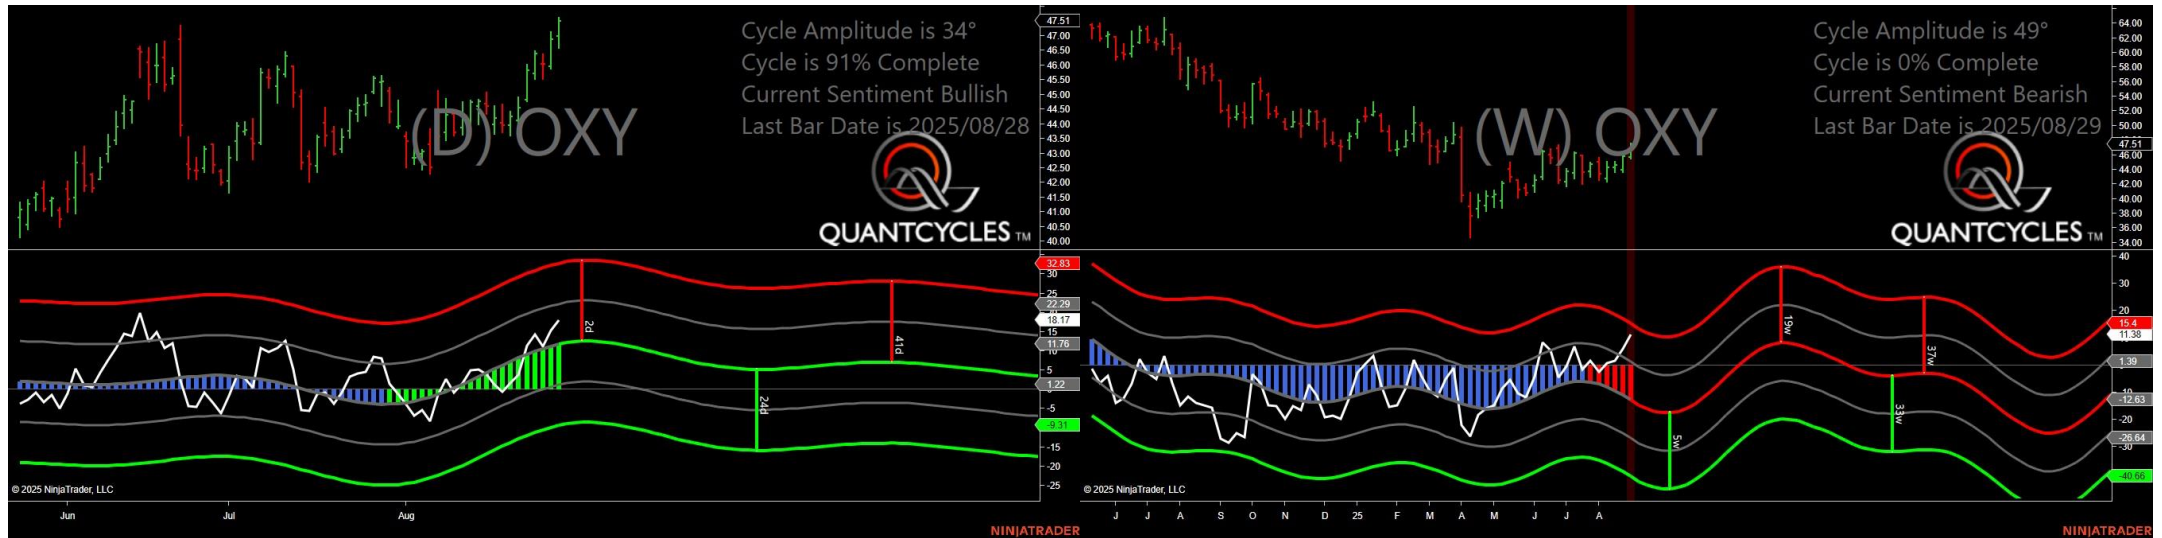 Cycle Amplitude is 34°
Cycle is 91% Complete
Current Sentiment Bullish
Last Bar Date is 2025/08/28
(D) OXY
QUANTCYCLES TM
47.51
47.00
46.50
46.00
45.50
45.00
44.50
44.00
43.50
43.00
42.50
42.00
41.50
41.00
40.50
40.00
32.83
30
25
22.29
18.17
15
11.76
10
5
1.22
-5
-9.31
-15
-20
-25
2d
24d
41d
© 2025 NinjaTrader, LLC
Jun Jul Aug
NINJATRADER
Cycle Amplitude is 49°
Cycle is 0% Complete
Current Sentiment Bearish
Last Bar Date is 2025/08/29
(W) OXY
QUANTCYCLES TM
64.00
62.00
60.00
58.00
56.00
54.00
52.00
50.00
47.51
46.00
44.00
42.00
40.00
38.00
36.00
34.00
40
30
20
15.4
11.38
1.39
-10
-12.63
-20
-26.64
-30
-40.66
5w
19w
33w
37w
© 2025 NinjaTrader, LLC
J J A S O N D 25 F M A M J J A
NINJATRADER